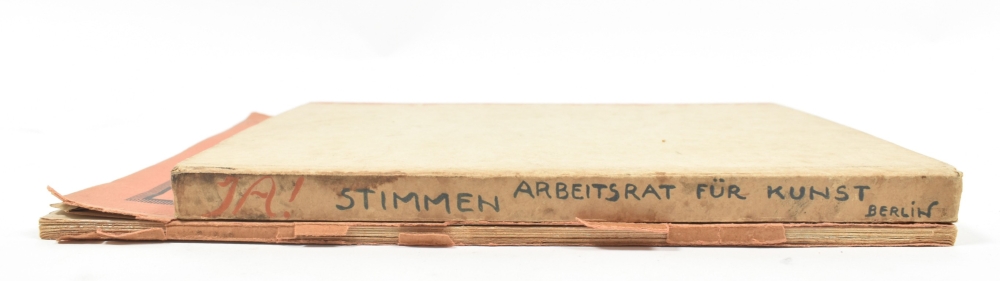 JA! STIMMEN ARBEITSRAT FÜR KUNST
BERLIN